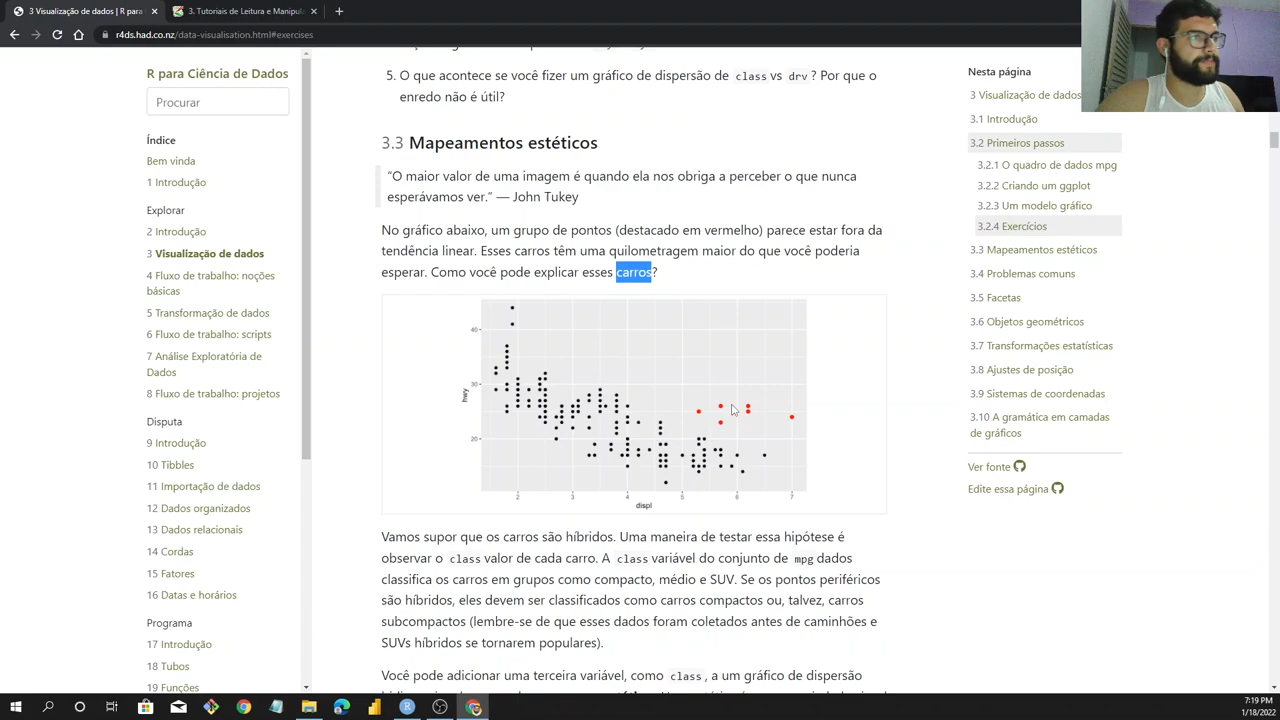 3 Visualização de dados | R para
3. Tutoriais de Leitura e Manipula
r4ds.had.co.nz/data-visualisation.html#exercises
R para Ciência de Dados
Procurar
Índice
Bem vinda
1 Introdução
Explorar
2 Introdução
3 Visualização de dados
4 Fluxo de trabalho: noções
básicas
5 Transformação de dados
6 Fluxo de trabalho: scripts
7 Análise Exploratória de
Dados
8 Fluxo de trabalho: projetos
Disputa
9 Introdução
10 Tibbles
11 Importação de dados
12 Dados organizados
13 Dados relacionais
14 Cordas
15 Fatores
16 Datas e horários
Programa
17 Introdução
18 Tubos
19 Funções
5. O que acontece se você fizer um gráfico de dispersão de class vs drv? Por que o
enredo não é útil?
3.3 Mapeamentos estéticos
“O maior valor de uma imagem é quando ela nos obriga a perceber o que nunca
esperávamos ver.” — John Tukey
No gráfico abaixo, um grupo de pontos (destacado em vermelho) parece estar fora da
tendência linear. Esses carros têm uma quilometragem maior do que você poderia
esperar. Como você pode explicar esses carros?
40
30
20
hwy
2 3 4 5 6 7
displ
Vamos supor que os carros são híbridos. Uma maneira de testar essa hipótese é
observar o class valor de cada carro. A class variável do conjunto de mpg dados
classifica os carros em grupos como compacto, médio e SUV. Se os pontos periféricos
são híbridos, eles devem ser classificados como carros compactos ou, talvez, carros
subcompactos (lembre-se de que esses dados foram coletados antes de caminhões e
SUVs híbridos se tornarem populares).
Você pode adicionar uma terceira variável, como class, a um gráfico de dispersão
Nesta página
3 Visualização de dados
3.1 Introdução
3.2 Primeiros passos
3.2.1 O quadro de dados mpg
3.2.2 Criando um ggplot
3.2.3 Um modelo gráfico
3.2.4 Exercícios
3.3 Mapeamentos estéticos
3.4 Problemas comuns
3.5 Facetas
3.6 Objetos geométricos
3.7 Transformações estatísticas
3.8 Ajustes de posição
3.9 Sistemas de coordenadas
3.10 A gramática em camadas
de gráficos
Ver fonte
Edite essa página
7:19 PM
1/18/2022